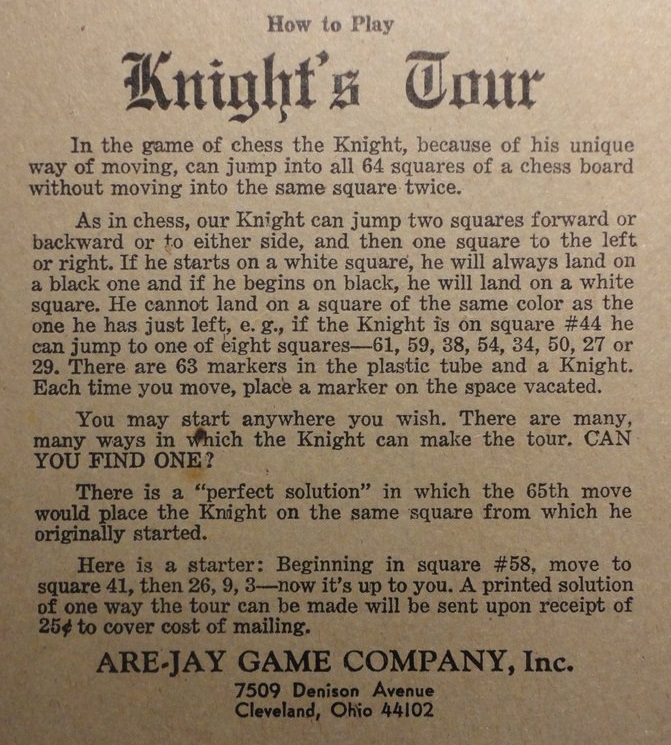 How to Play
Knight's Tour
In the game of chess the Knight, because of his unique
way of moving, can jump into all 64 squares of a chess board
without moving into the same square twice.
As in chess, our Knight can jump two squares forward or
backward or to either side, and then one square to the left
or right. If he starts on a white square, he will always land on
a black one and if he begins on black, he will land on a white
square. He cannot land on a square of the same color as the
one he has just left, e. g., if the Knight is on square #44 he
can jump to one of eight squares—61, 59, 38, 54, 34, 50, 27 or
29. There are 63 markers in the plastic tube and a Knight.
Each time you move, place a marker on the space vacated.
You may start anywhere you wish. There are many,
many ways in which the Knight can make the tour. CAN
YOU FIND ONE?
There is a "perfect solution" in which the 65th move
would place the Knight on the same square from which he
originally started.
Here is a starter: Beginning in square #58, move to
square 41, then 26, 9, 3—now it's up to you. A printed solution
of one way the tour can be made will be sent upon receipt of
25¢ to cover cost of mailing.
ARE-JAY GAME COMPANY, Inc.
7509 Denison Avenue
Cleveland, Ohio 44102